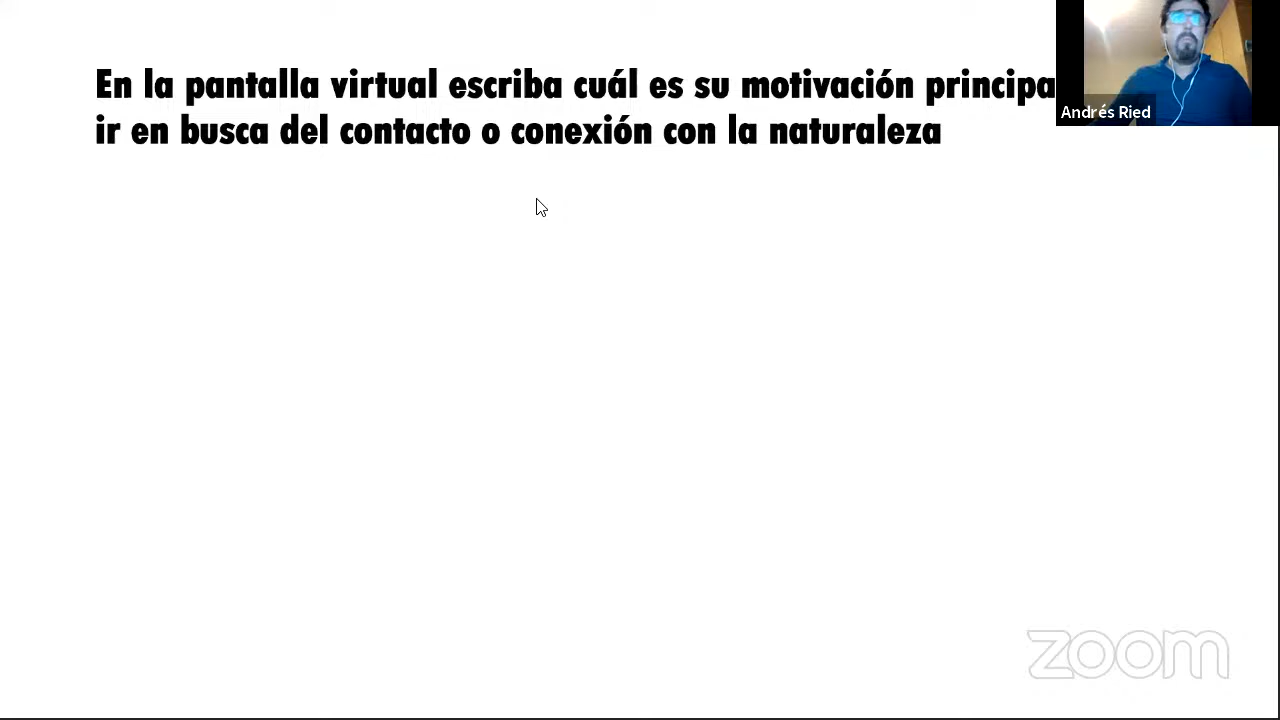 En la pantalla virtual escriba cuál es su motivación
ir en busca del contacto o conexión con la naturaleza
Andrés Ried
zoom